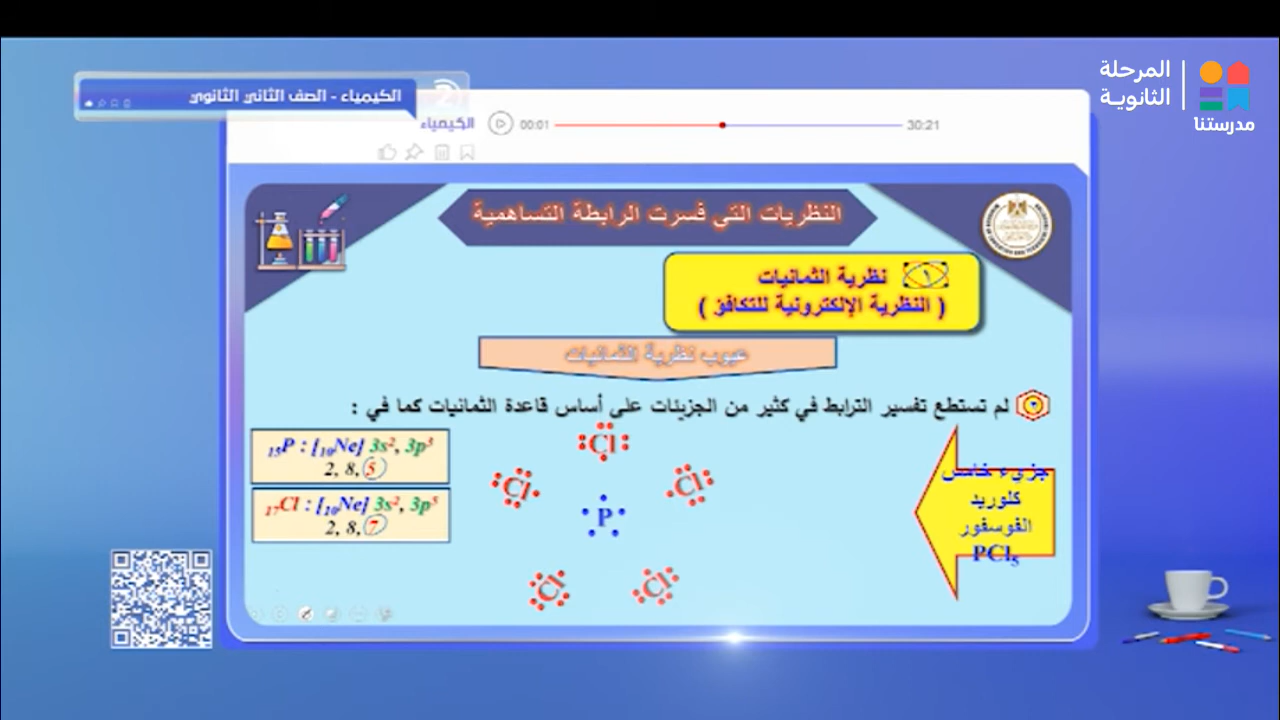 المرحلة
الثانوية
مدرستنا
الكيمياء - الصف الثاني الثانوي
الكيمياء
00:01
30:21
النظريات التي فسرت الرابطة التساهمية
١ نظرية الثمانيات
( النظرية الإلكترونية للتكافؤ )
عيوب نظرية الثمانيات
لم تستطع تفسير الترابط في كثير من الجزيئات على أساس قاعدة الثمانيات كما في :
جزيء خامس
كلوريد
الفوسفور
PCl₅
₁₅P : [₁₀Ne] 3s², 3p³
2, 8, 5
₁₇Cl : [₁₀Ne] 3s², 3p⁵
2, 8, 7
Cl
Cl
Cl
P
Cl
Cl